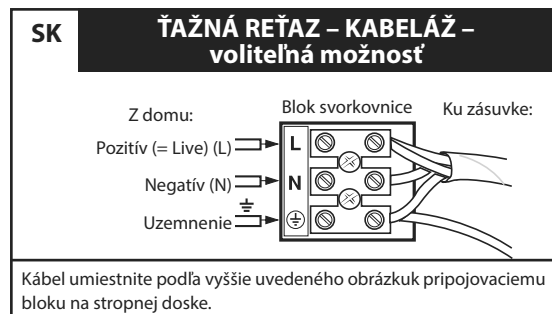 SK
ŤAŽNÁ REŤAZ – KABELÁŽ –
voliteľná možnosť
Z domu:
Blok svorkovnice
Ku zásuvke:
Pozitív (= Live) (L)
L
Negatív (N)
N
Uzemnenie
Kábel umiestnite podľa vyššie uvedeného obrázkuk pripojovaciemu
bloku na stropnej doske.